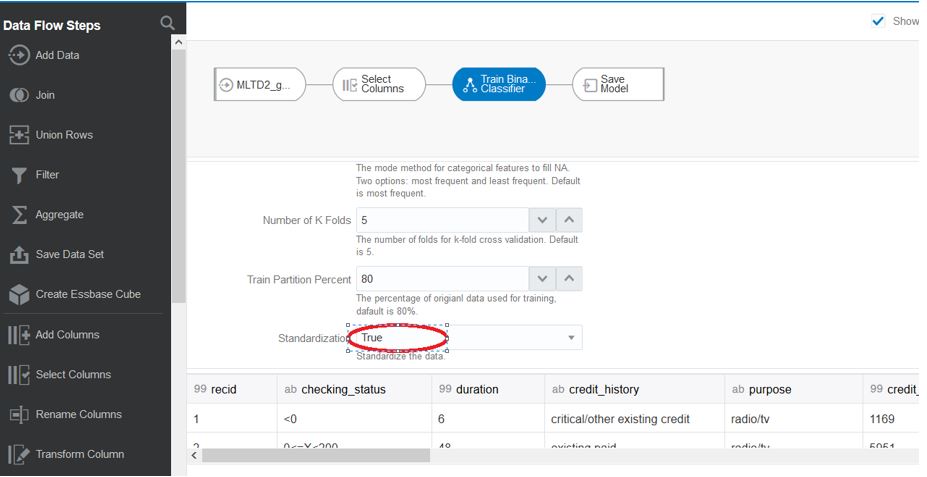 Data Flow Steps
Add Data
Join
Union Rows
Filter
Aggregate
Save Data Set
Create Essbase Cube
Add Columns
Select Columns
Rename Columns
Transform Column
Show
MLTD2_g...
Select
Columns
Train Bina...
Classifier
Save
Model
The mode method for categorical features to fill NA.
Two options: most frequent and least frequent. Default
is most frequent.
Number of K Folds 5
The number of folds for k-fold cross validation. Default
is 5.
Train Partition Percent 80
The percentage of origianl data used for training,
dafault is 80%.
Standardization True
Standardize the data.
99 recid ab checking_status 99 duration ab credit_history ab purpose 99 credit_
1 <0 6 critical/other existing credit radio/tv 1169
2 0<=X<200 48 existing paid radio/tv 5951